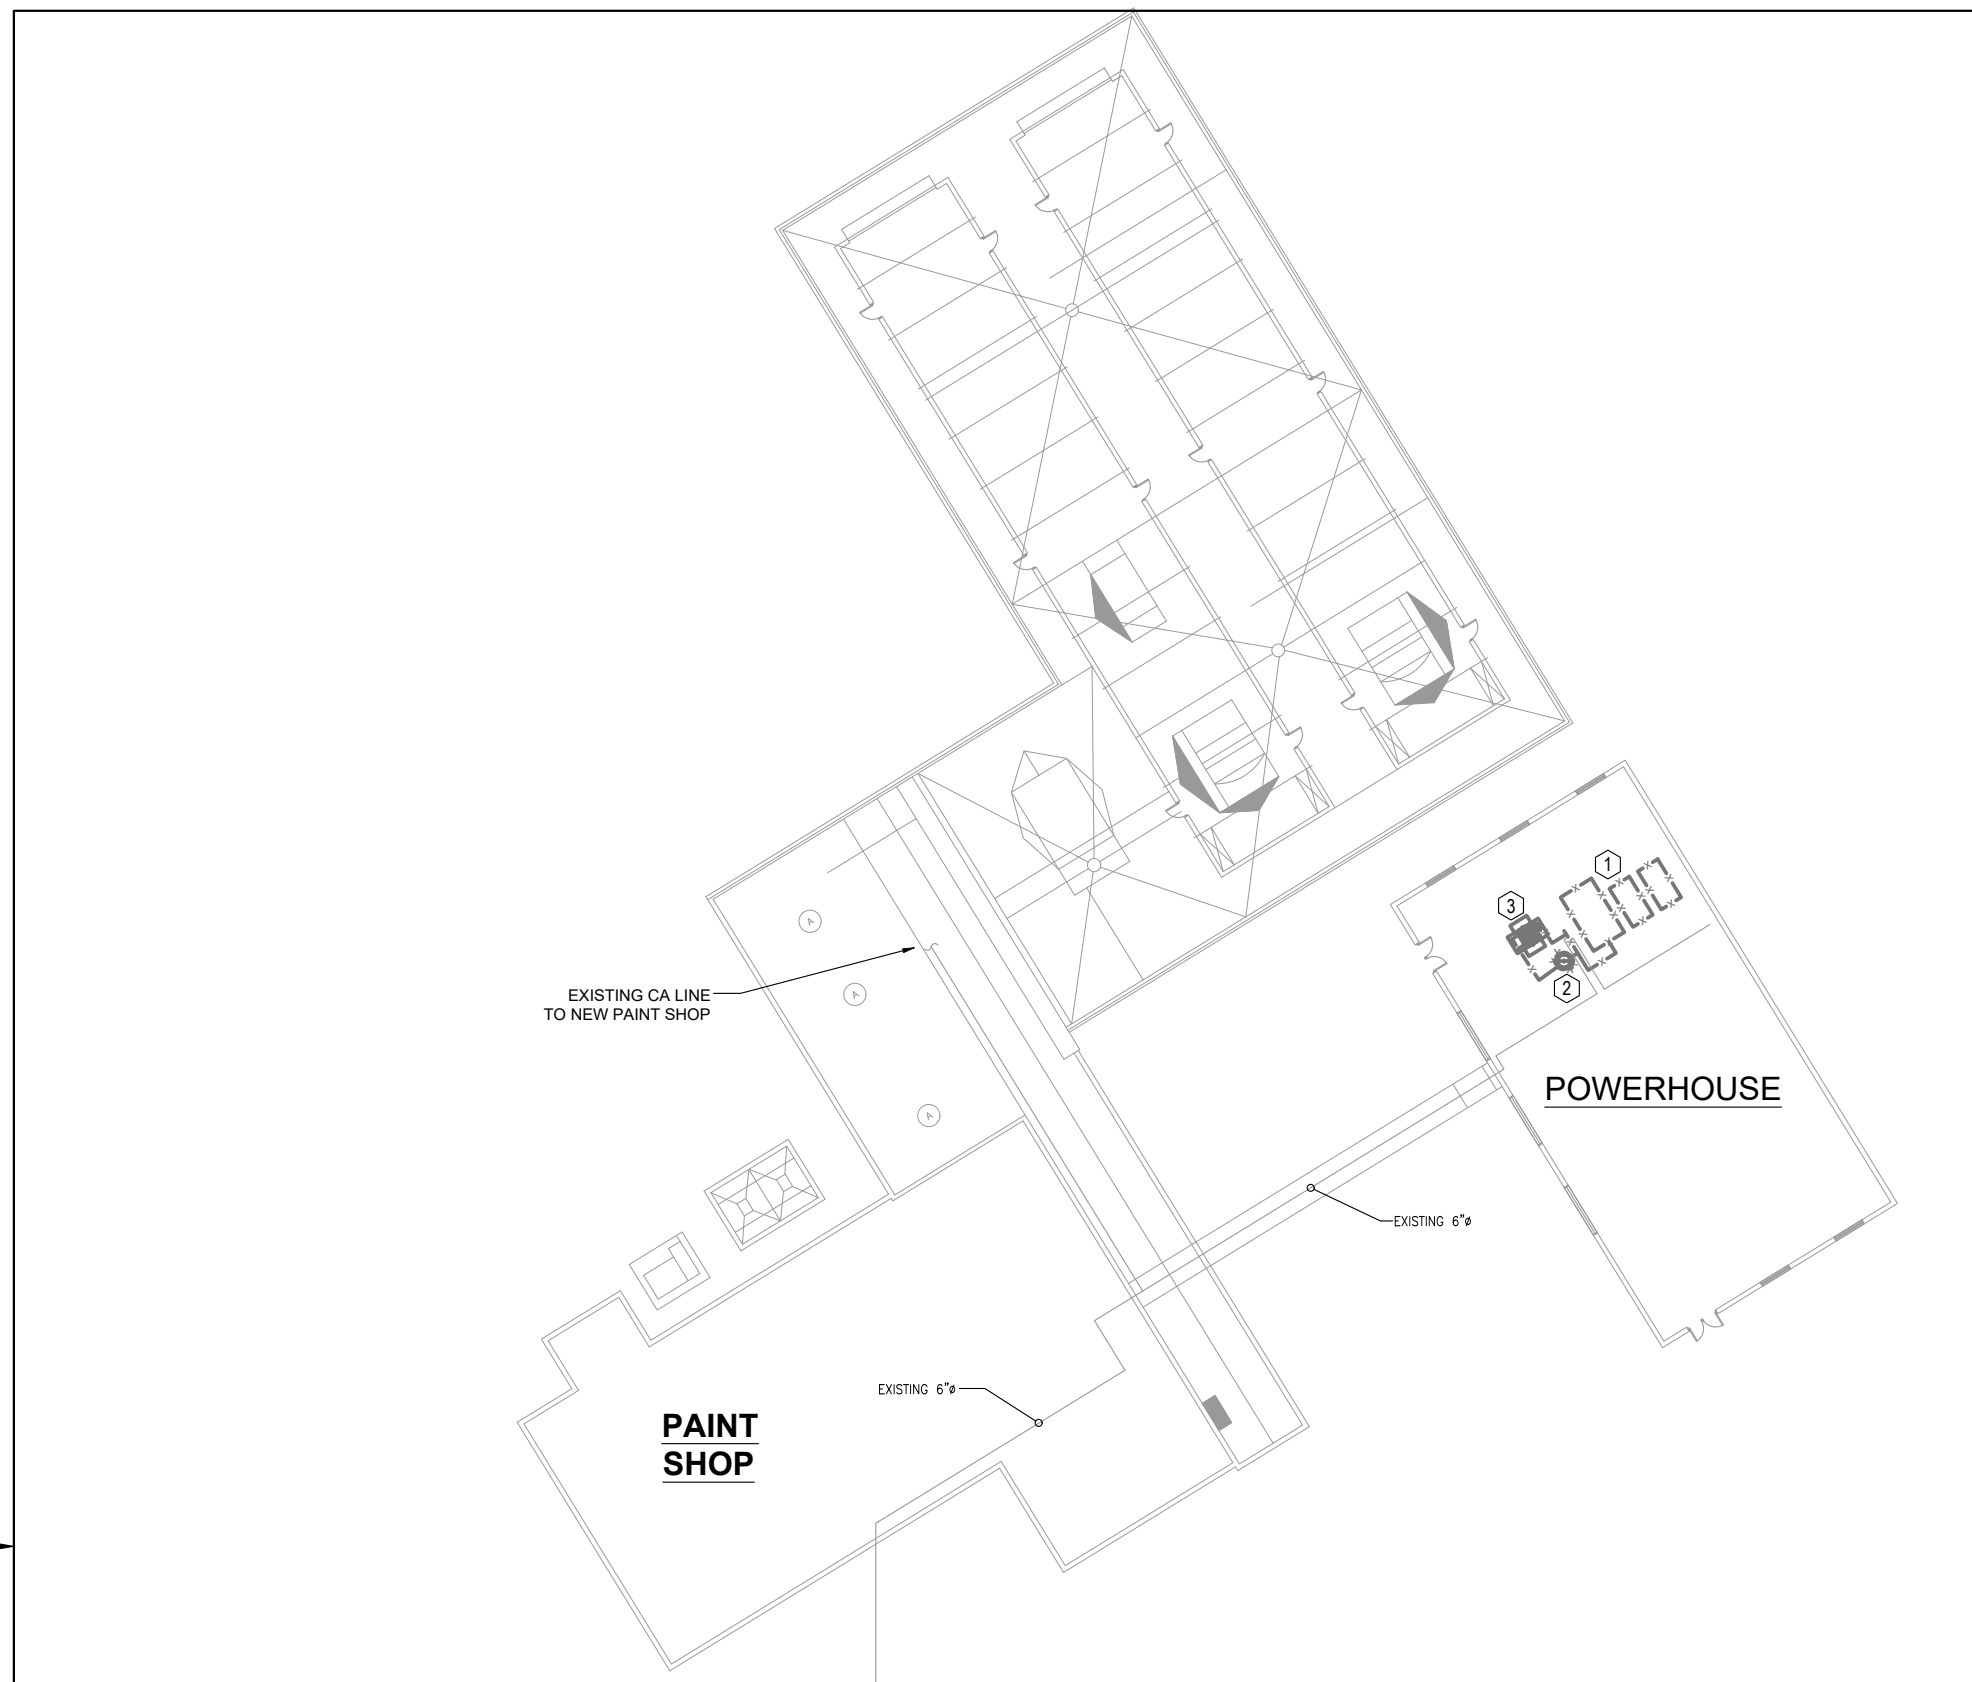 1
3
2
A
EXISTING CA LINE
TO NEW PAINT SHOP
A
POWERHOUSE
A
EXISTING 6"ø
EXISTING 6"ø
PAINT
SHOP